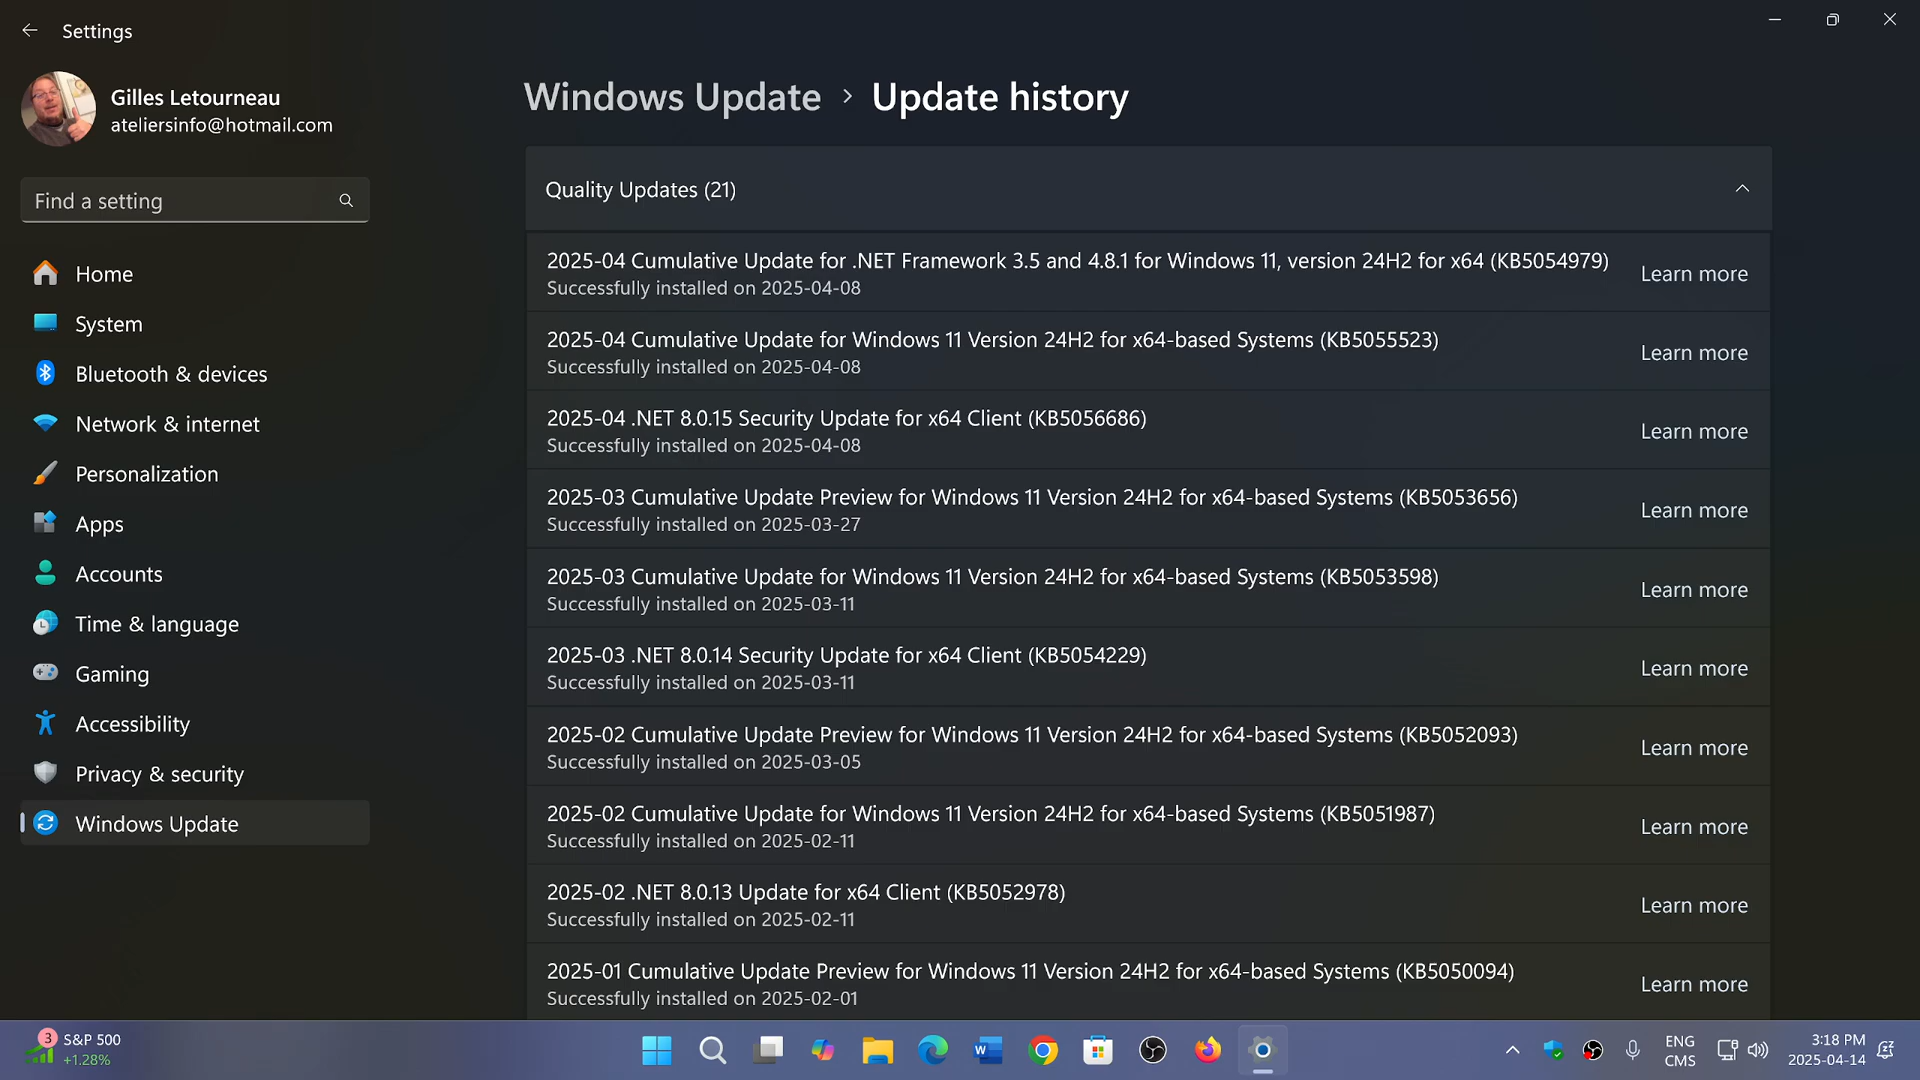 Settings
Gilles Letourneau
ateliersinfo@hotmail.com
Find a setting
Home
System
Bluetooth & devices
Network & internet
Personalization
Apps
Accounts
Time & language
Gaming
Accessibility
Privacy & security
Windows Update
Windows Update > Update history
Quality Updates (21)
2025-04 Cumulative Update for .NET Framework 3.5 and 4.8.1 for Windows 11, version 24H2 for x64 (KB5054979)
Successfully installed on 2025-04-08
Learn more
2025-04 Cumulative Update for Windows 11 Version 24H2 for x64-based Systems (KB5055523)
Successfully installed on 2025-04-08
Learn more
2025-04 .NET 8.0.15 Security Update for x64 Client (KB5056686)
Successfully installed on 2025-04-08
Learn more
2025-03 Cumulative Update Preview for Windows 11 Version 24H2 for x64-based Systems (KB5053656)
Successfully installed on 2025-03-27
Learn more
2025-03 Cumulative Update for Windows 11 Version 24H2 for x64-based Systems (KB5053598)
Successfully installed on 2025-03-11
Learn more
2025-03 .NET 8.0.14 Security Update for x64 Client (KB5054229)
Successfully installed on 2025-03-11
Learn more
2025-02 Cumulative Update Preview for Windows 11 Version 24H2 for x64-based Systems (KB5052093)
Successfully installed on 2025-03-05
Learn more
2025-02 Cumulative Update for Windows 11 Version 24H2 for x64-based Systems (KB5051987)
Successfully installed on 2025-02-11
Learn more
2025-02 .NET 8.0.13 Update for x64 Client (KB5052978)
Successfully installed on 2025-02-11
Learn more
2025-01 Cumulative Update Preview for Windows 11 Version 24H2 for x64-based Systems (KB5050094)
Successfully installed on 2025-02-01
Learn more
3
S&P 500
+1.28%
W
ENG
CMS
3:18 PM
2025-04-14